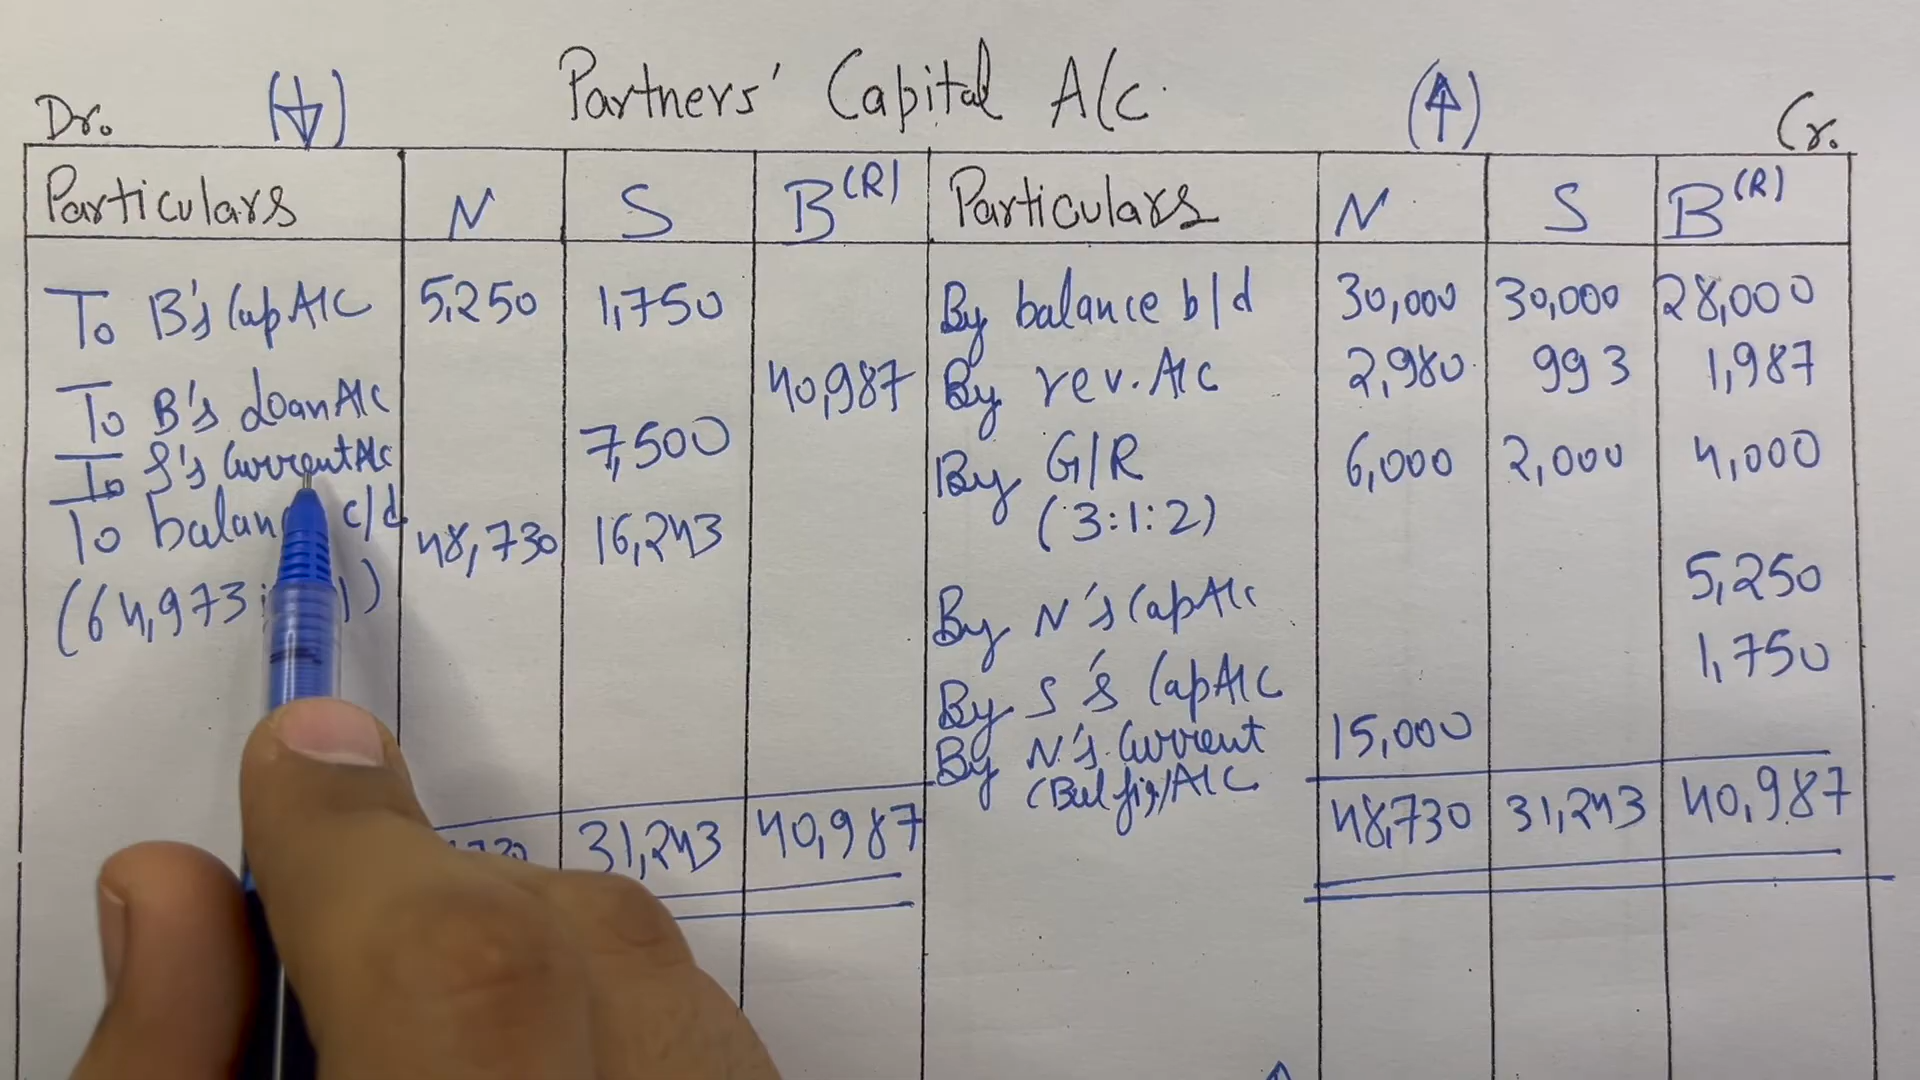 Partners' Capital A/C.
Dr. (↓) (↑) Cr.
Particulars N S B(R) Particulars N S B(R)
To B's Cap A/C 5,250 1,750 By balance b/d 30,000 30,000 28,000
To B's Loan A/C 40,987 By rev. A/C 2,980 993 1,987
To S's Current A/c 7,500 By G/R 6,000 2,000 4,000
(3:1:2)
To balan c/d 48,730 16,243
(64,973
By N's Cap A/c 5,250
By S's Cap A/C 1,750
By N's Current 15,000
(Bal fig) A/C
31,243 40,987 48,730 31,243 40,987